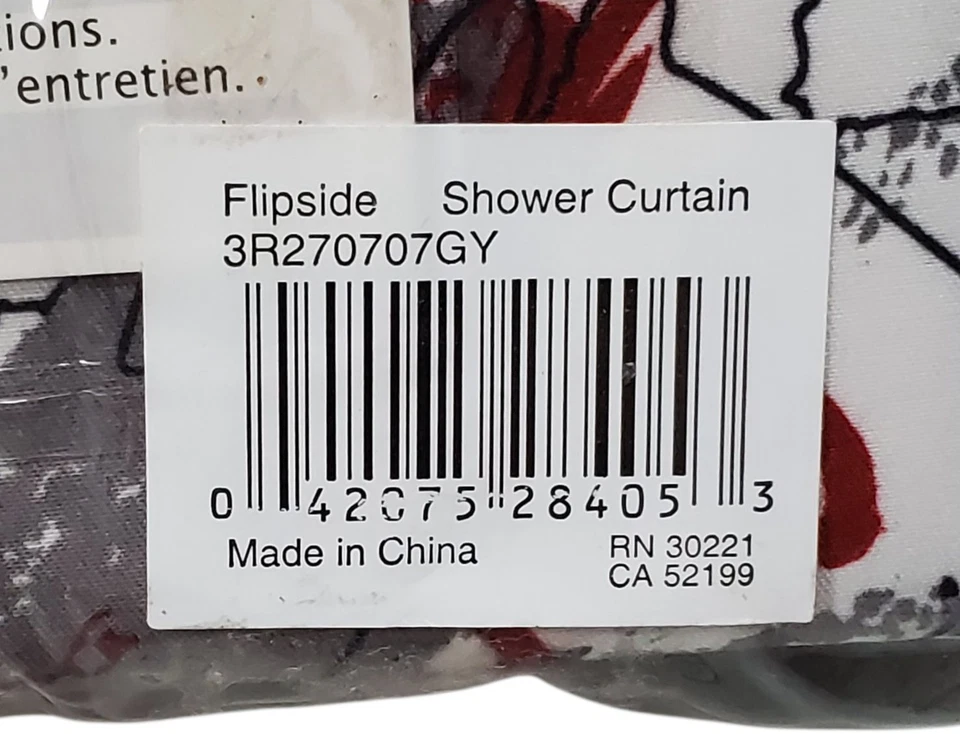 ions.
’entretien.
Flipside Shower Curtain
3R270707GY
0 42075 28405 3
Made in China
RN 30221
CA 52199